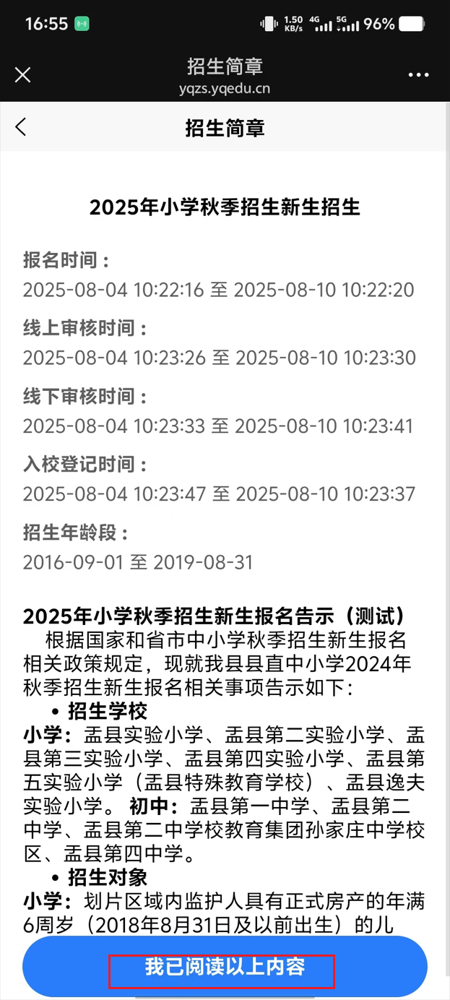 16:55
1.50 KB/s 4G 5G 96%
招生简章
yqzs.yqedu.cn
招生简章
2025年小学秋季招生新生招生
报名时间：
2025-08-04 10:22:16 至 2025-08-10 10:22:20
线上审核时间：
2025-08-04 10:23:26 至 2025-08-10 10:23:30
线下审核时间：
2025-08-04 10:23:33 至 2025-08-10 10:23:41
入校登记时间：
2025-08-04 10:23:47 至 2025-08-10 10:23:37
招生年龄段：
2016-09-01 至 2019-08-31
2025年小学秋季招生新生报名告示（测试）
根据国家和省市中小学秋季招生新生报名
相关政策规定，现就我县县直中小学2024年
秋季招生新生报名相关事项告示如下：
• 招生学校
小学：盂县实验小学、盂县第二实验小学、盂
县第三实验小学、盂县第四实验小学、盂县第
五实验小学（盂县特殊教育学校）、盂县逸夫
实验小学。 初中：盂县第一中学、盂县第二
中学、盂县第二中学校教育集团孙家庄中学校
区、盂县第四中学。
• 招生对象
小学：划片区域内监护人具有正式房产的年满
6周岁（2018年8月31日及以前出生）的儿
我已阅读以上内容